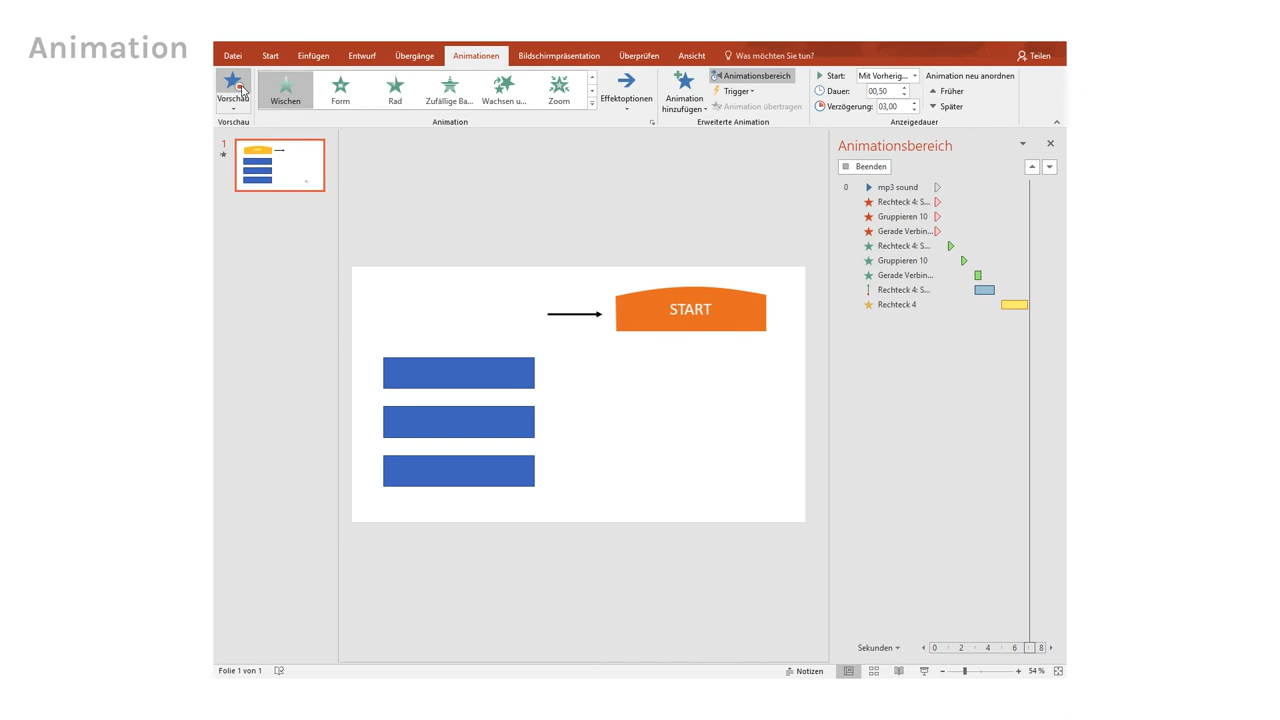 Animation
Datei Start Einfügen Entwurf Übergänge Animationen Bildschirmpräsentation Überprüfen Ansicht Was möchten Sie tun? Teilen
Vorschau
Wischen Form Rad Zufällige Ba... Wachsen u... Zoom
Effektoptionen
Animation hinzufügen
Animationsbereich
Trigger
Animation übertragen
Start: Mit Vorherig...
Dauer: 00,50
Verzögerung: 03,00
Animation neu anordnen
Früher
Später
Vorschau Animation Erweiterte Animation Anzeigedauer
1
START
START
Animationsbereich
Beenden
0 mp3 sound
Rechteck 4: S...
Gruppieren 10
Gerade Verbin...
Rechteck 4: S...
Gruppieren 10
Gerade Verbin...
Rechteck 4: S...
Rechteck 4
Sekunden 0 2 4 6 8
Folie 1 von 1 Notizen 54 %